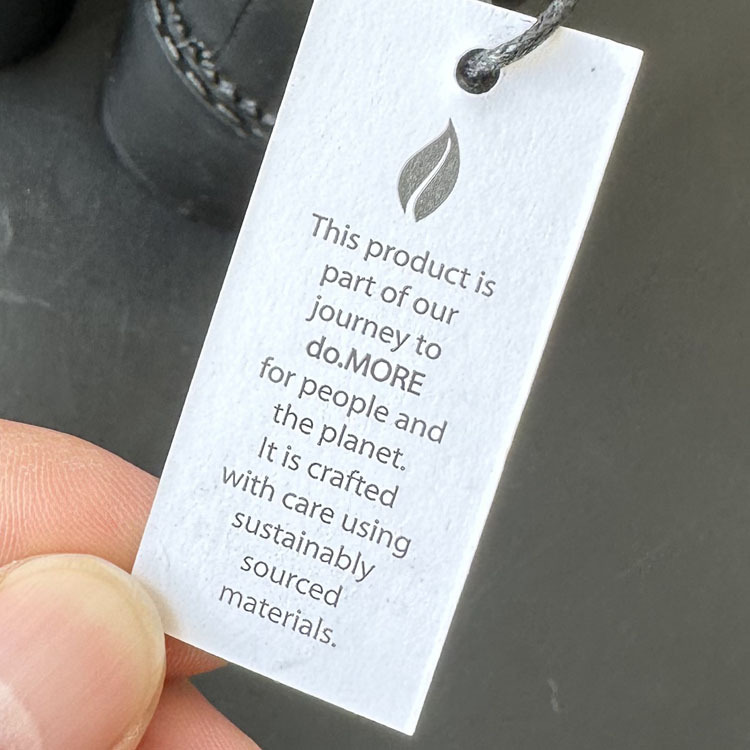 This product is
part of our
journey to
do.MORE
for people and
the planet.
It is crafted
with care using
sustainably
sourced
materials.